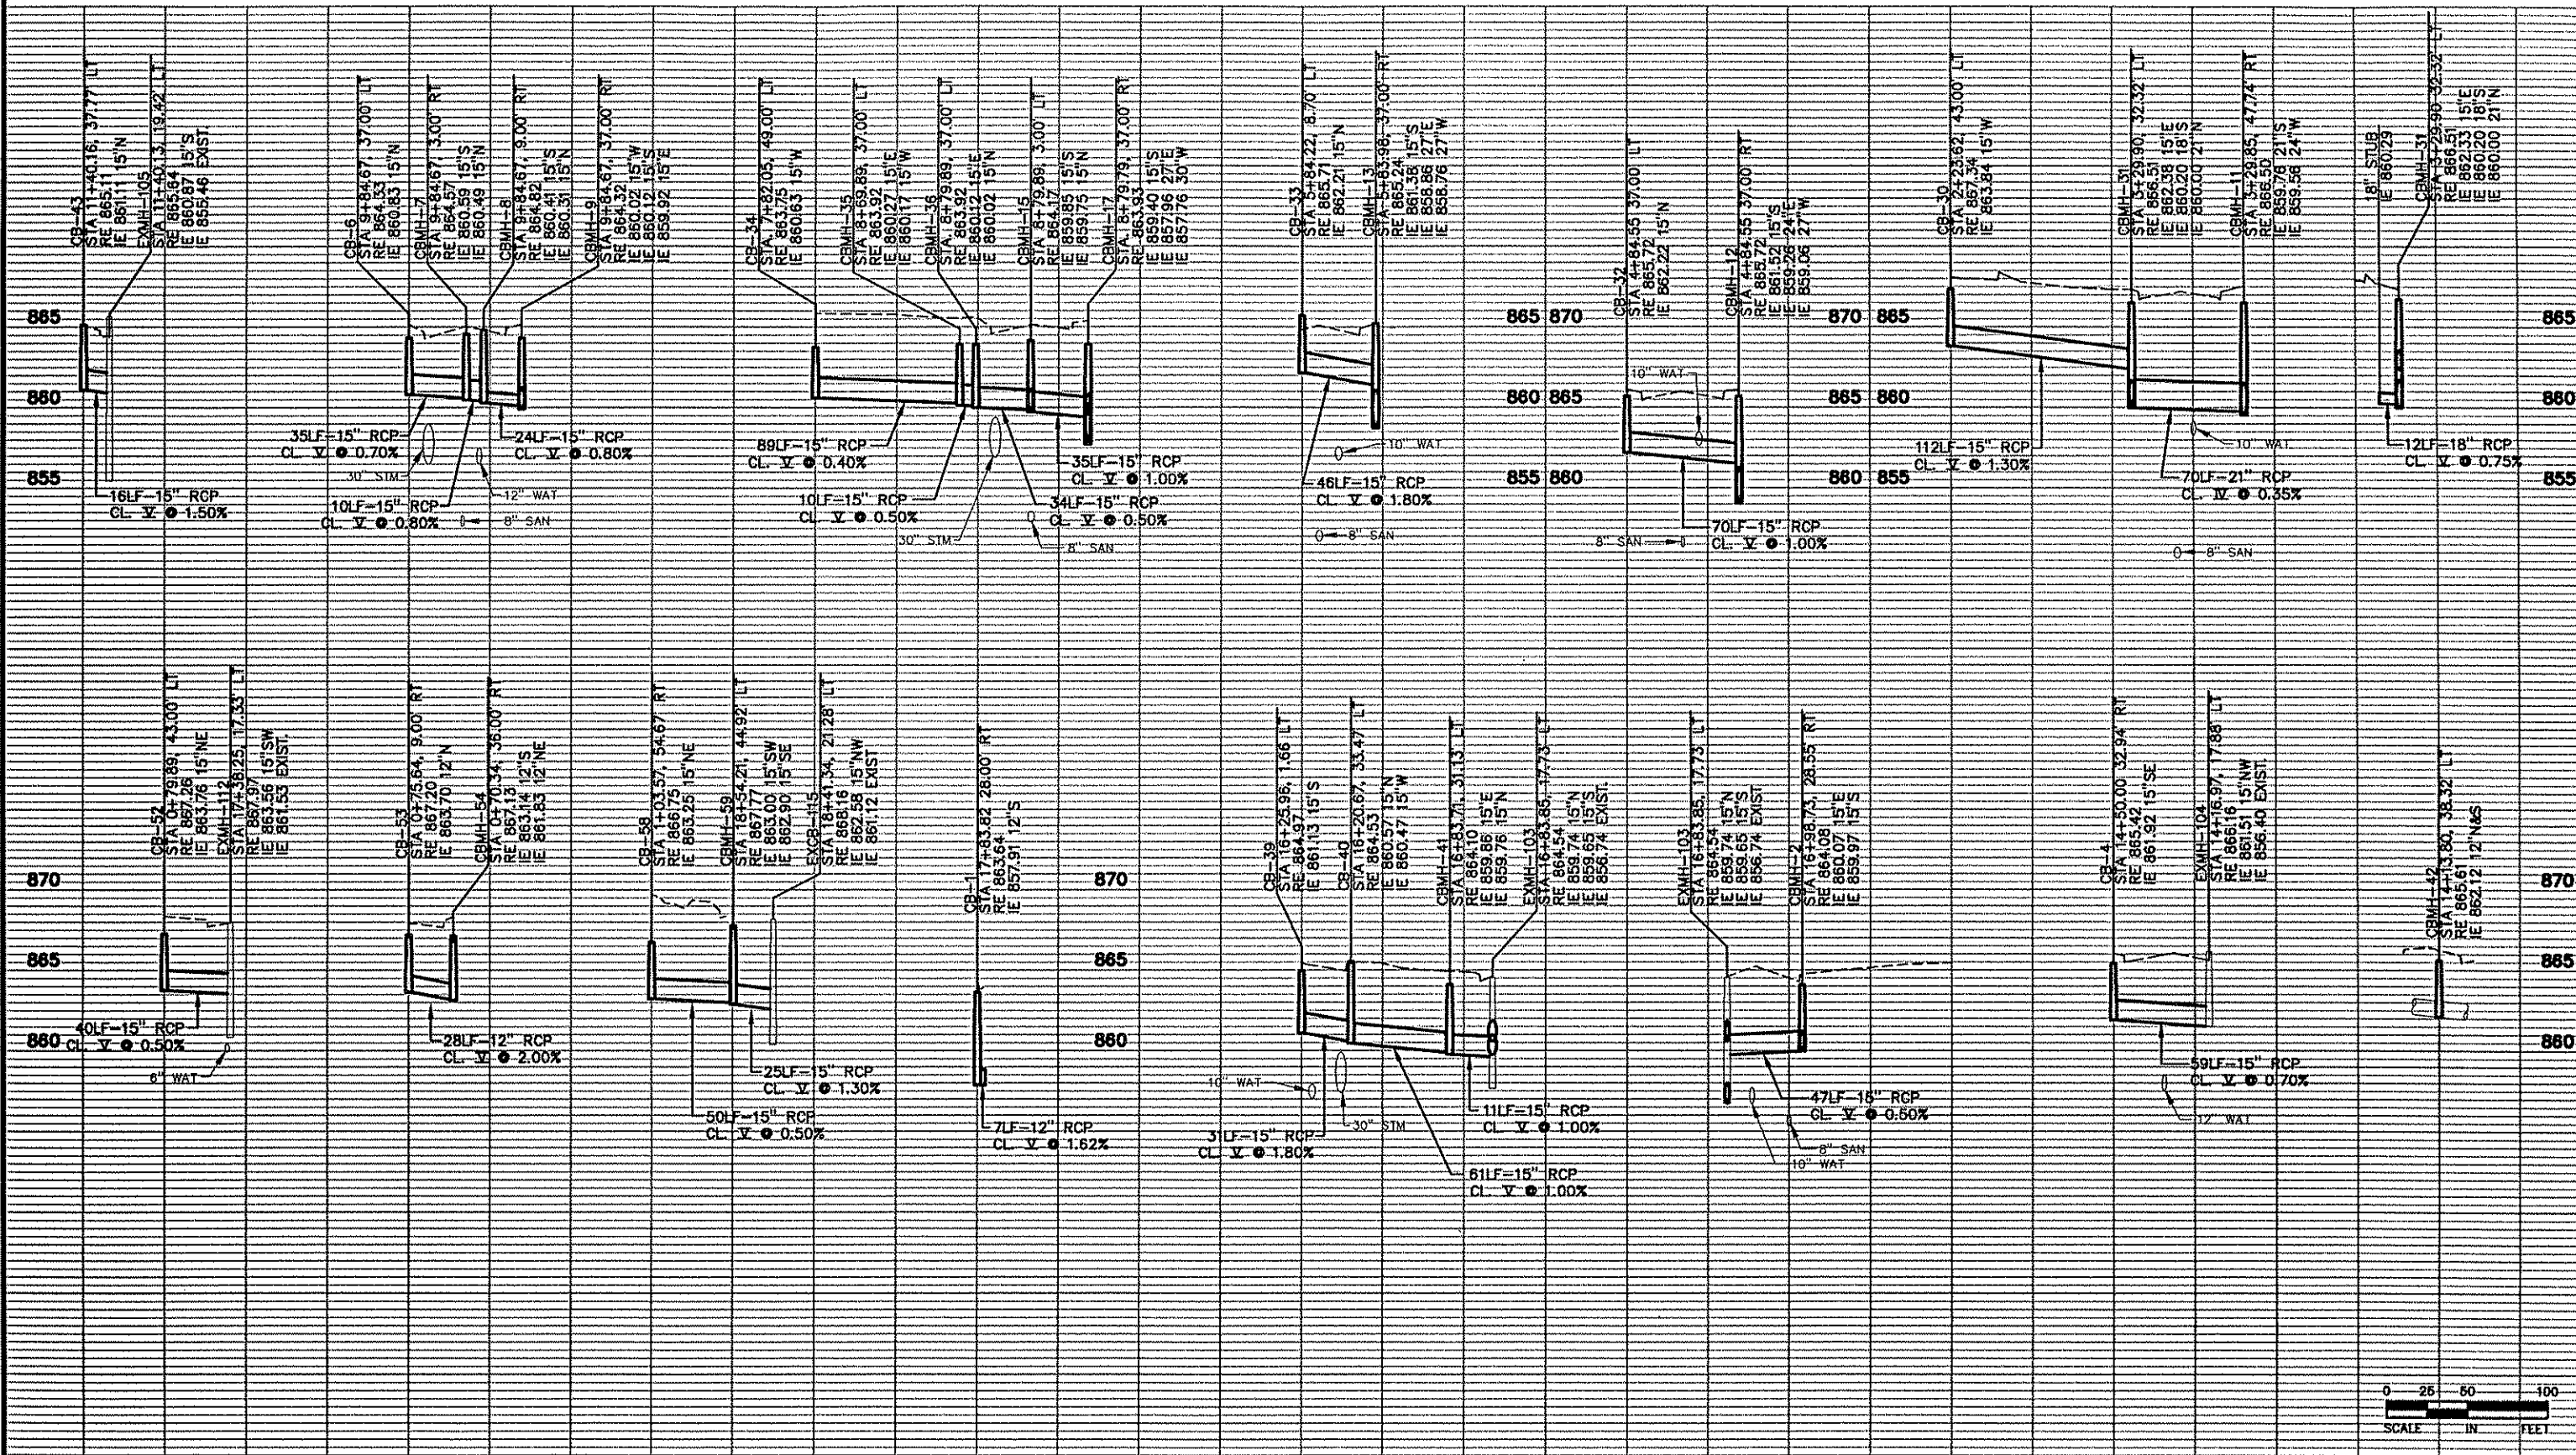 CB-43
STA 11+40.16, 37.77' LT
RE 865.11
IE 861.11 15"N
EXMH-105
STA 11+40.13, 19.42' LT
RE 865.64
IE 860.87 15"S
IE 855.46 EXIST.
16LF-15" RCP
CL. V @ 1.50%
CB-6
STA 9+84.67, 37.00' LT
RE 864.33
IE 860.83 15"N
CBMH-7
STA 9+84.67, 3.00' RT
RE 864.57
IE 860.59 15"S
IE 860.49 15"N
CBMH-8
STA 9+84.67, 9.00' RT
RE 864.82
IE 860.41 15"S
IE 860.31 15"N
CBMH-9
STA 9+84.67, 37.00' RT
RE 864.32
IE 860.02 15"W
IE 860.12 15"S
IE 859.92 15"E
35LF-15" RCP
CL. V @ 0.70%
30" STM
10LF-15" RCP
CL. V @ 0.80%
24LF-15" RCP
CL. V @ 0.80%
12" WAT
8" SAN
CB-34
STA 7+82.05, 49.00' LT
RE 863.75
IE 860.63 15"W
CBMH-35
STA 8+69.89, 37.00' LT
RE 863.92
IE 860.27 15"E
IE 860.17 15"W
CBMH-36
STA 8+79.89, 37.00' LT
RE 863.92
IE 860.12 15"E
IE 860.02 15"N
CBMH-15
STA 8+79.89, 3.00' LT
RE 864.17
IE 859.85 15"S
IE 859.75 15"N
CBMH-17
STA 8+79.79, 37.00' RT
RE 863.93
IE 859.40 15"S
IE 857.96 27"E
IE 857.76 30"W
89LF-15" RCP
CL. V @ 0.40%
10LF-15" RCP
CL. V @ 0.50%
30" STM
35LF-15" RCP
CL. V @ 1.00%
34LF-15" RCP
CL. V @ 0.50%
8" SAN
CB-33
STA 5+84.22, 8.70' LT
RE 865.71
IE 862.21 15"N
CBMH-13
STA 5+83.98, 37.00' RT
RE 865.24
IE 861.38 15"S
IE 858.86 27"E
IE 858.76 27"W
10" WAT
46LF-15" RCP
CL. V @ 1.80%
8" SAN
CB-32
STA 4+84.55 37.00' LT
RE 865.72
IE 862.22 15"N
CBMH-12
STA 4+84.55 37.00' RT
RE 865.72
IE 861.52 15"S
IE 859.26 24"E
IE 859.06 27"W
10" WAT
70LF-15" RCP
CL. V @ 1.00%
8" SAN
CB-30
STA 2+23.62, 43.00' LT
RE 867.34
IE 863.84 15"W
CBMH-31
STA 3+29.90, 32.32' LT
RE 866.51
IE 862.38 15"E
IE 860.20 18"S
IE 860.00 21"N
CBMH-11
STA 3+29.85, 47.74' RT
RE 866.50
IE 859.76 21"S
IE 859.56 24"W
112LF-15" RCP
CL. V @ 1.30%
10" WAT
70LF-21" RCP
CL. IV @ 0.35%
8" SAN
18" STUB
IE 860.29
CBMH-31
STA 3+29.90 32.32' LT
RE 866.51
IE 862.33 15"E
IE 860.20 18"S
IE 860.00 21"N
12LF-18" RCP
CL. V @ 0.75%
865
860
855
865 870
860 865
855 860
870 865
865 860
860 855
865
860
855
CB-52
STA 0+79.89, 43.00' LT
RE 867.26
IE 863.76 15"NE
EXMH-112
STA 17+38.25, 17.33' LT
RE 867.97
IE 863.56 15"SW
IE 861.53 EXIST.
40LF-15" RCP
CL. V @ 0.50%
6" WAT
CB-53
STA 0+75.64, 9.00' RT
RE 867.20
IE 863.70 12"N
CBMH-54
STA 0+70.34, 36.00' RT
RE 867.13
IE 863.14 12"S
IE 861.83 12"NE
28LF-12" RCP
CL. V @ 2.00%
CB-58
STA 1+03.57, 54.67' RT
RE 866.75
IE 863.25 15"NE
CBMH-59
STA 18+54.21, 44.92' LT
RE 867.77
IE 863.00 15"SW
IE 862.90 15"SE
EXCB-115
STA 18+41.34, 21.28' LT
RE 868.16
IE 862.58 15"NW
IE 861.12 EXIST
25LF-15" RCP
CL. V @ 1.30%
50LF-15" RCP
CL. V @ 0.50%
CB-1
STA 17+83.82 28.00' RT
RE 863.64
IE 857.91 12"S
7LF-12" RCP
CL. V @ 1.62%
CB-39
STA 16+25.96, 1.66' LT
RE 864.97
IE 861.13 15"S
CB-40
STA 16+20.67, 33.47' LT
RE 864.53
IE 860.57 15"N
IE 860.47 15"W
CBMH-41
STA 16+83.71, 31.13' LT
RE 864.10
IE 859.86 15"E
IE 859.76 15"N
EXMH-103
STA 16+83.85, 17.73' LT
RE 864.54
IE 859.74 15"N
IE 859.65 15"S
IE 856.74 EXIST.
10" WAT
30" STM
31LF-15" RCP
CL. V @ 1.80%
11LF-15" RCP
CL. V @ 1.00%
61LF-15" RCP
CL. V @ 1.00%
EXMH-103
STA 16+83.85, 17.73' LT
RE 864.54
IE 859.74 15"N
IE 859.65 15"S
IE 856.74 EXIST
CBMH-2
STA 16+98.73, 28.55' RT
RE 864.08
IE 860.07 15"E
IE 859.97 15"S
47LF-15" RCP
CL. V @ 0.50%
8" SAN
10" WAT
CB-4
STA 14+50.00 32.94' RT
RE 865.42
IE 861.92 15"SE
EXMH-104
STA 14+16.97, 17.88' LT
RE 866.16
IE 861.51 15"NW
IE 856.40 EXIST.
59LF-15" RCP
CL. V @ 0.70%
12" WAT
CBMH-42
STA 14+13.80, 38.32' LT
RE 865.61
IE 862.12 12"N&S
870
865
860
870
865
860
870
865
860
0 25 50 100
SCALE IN FEET